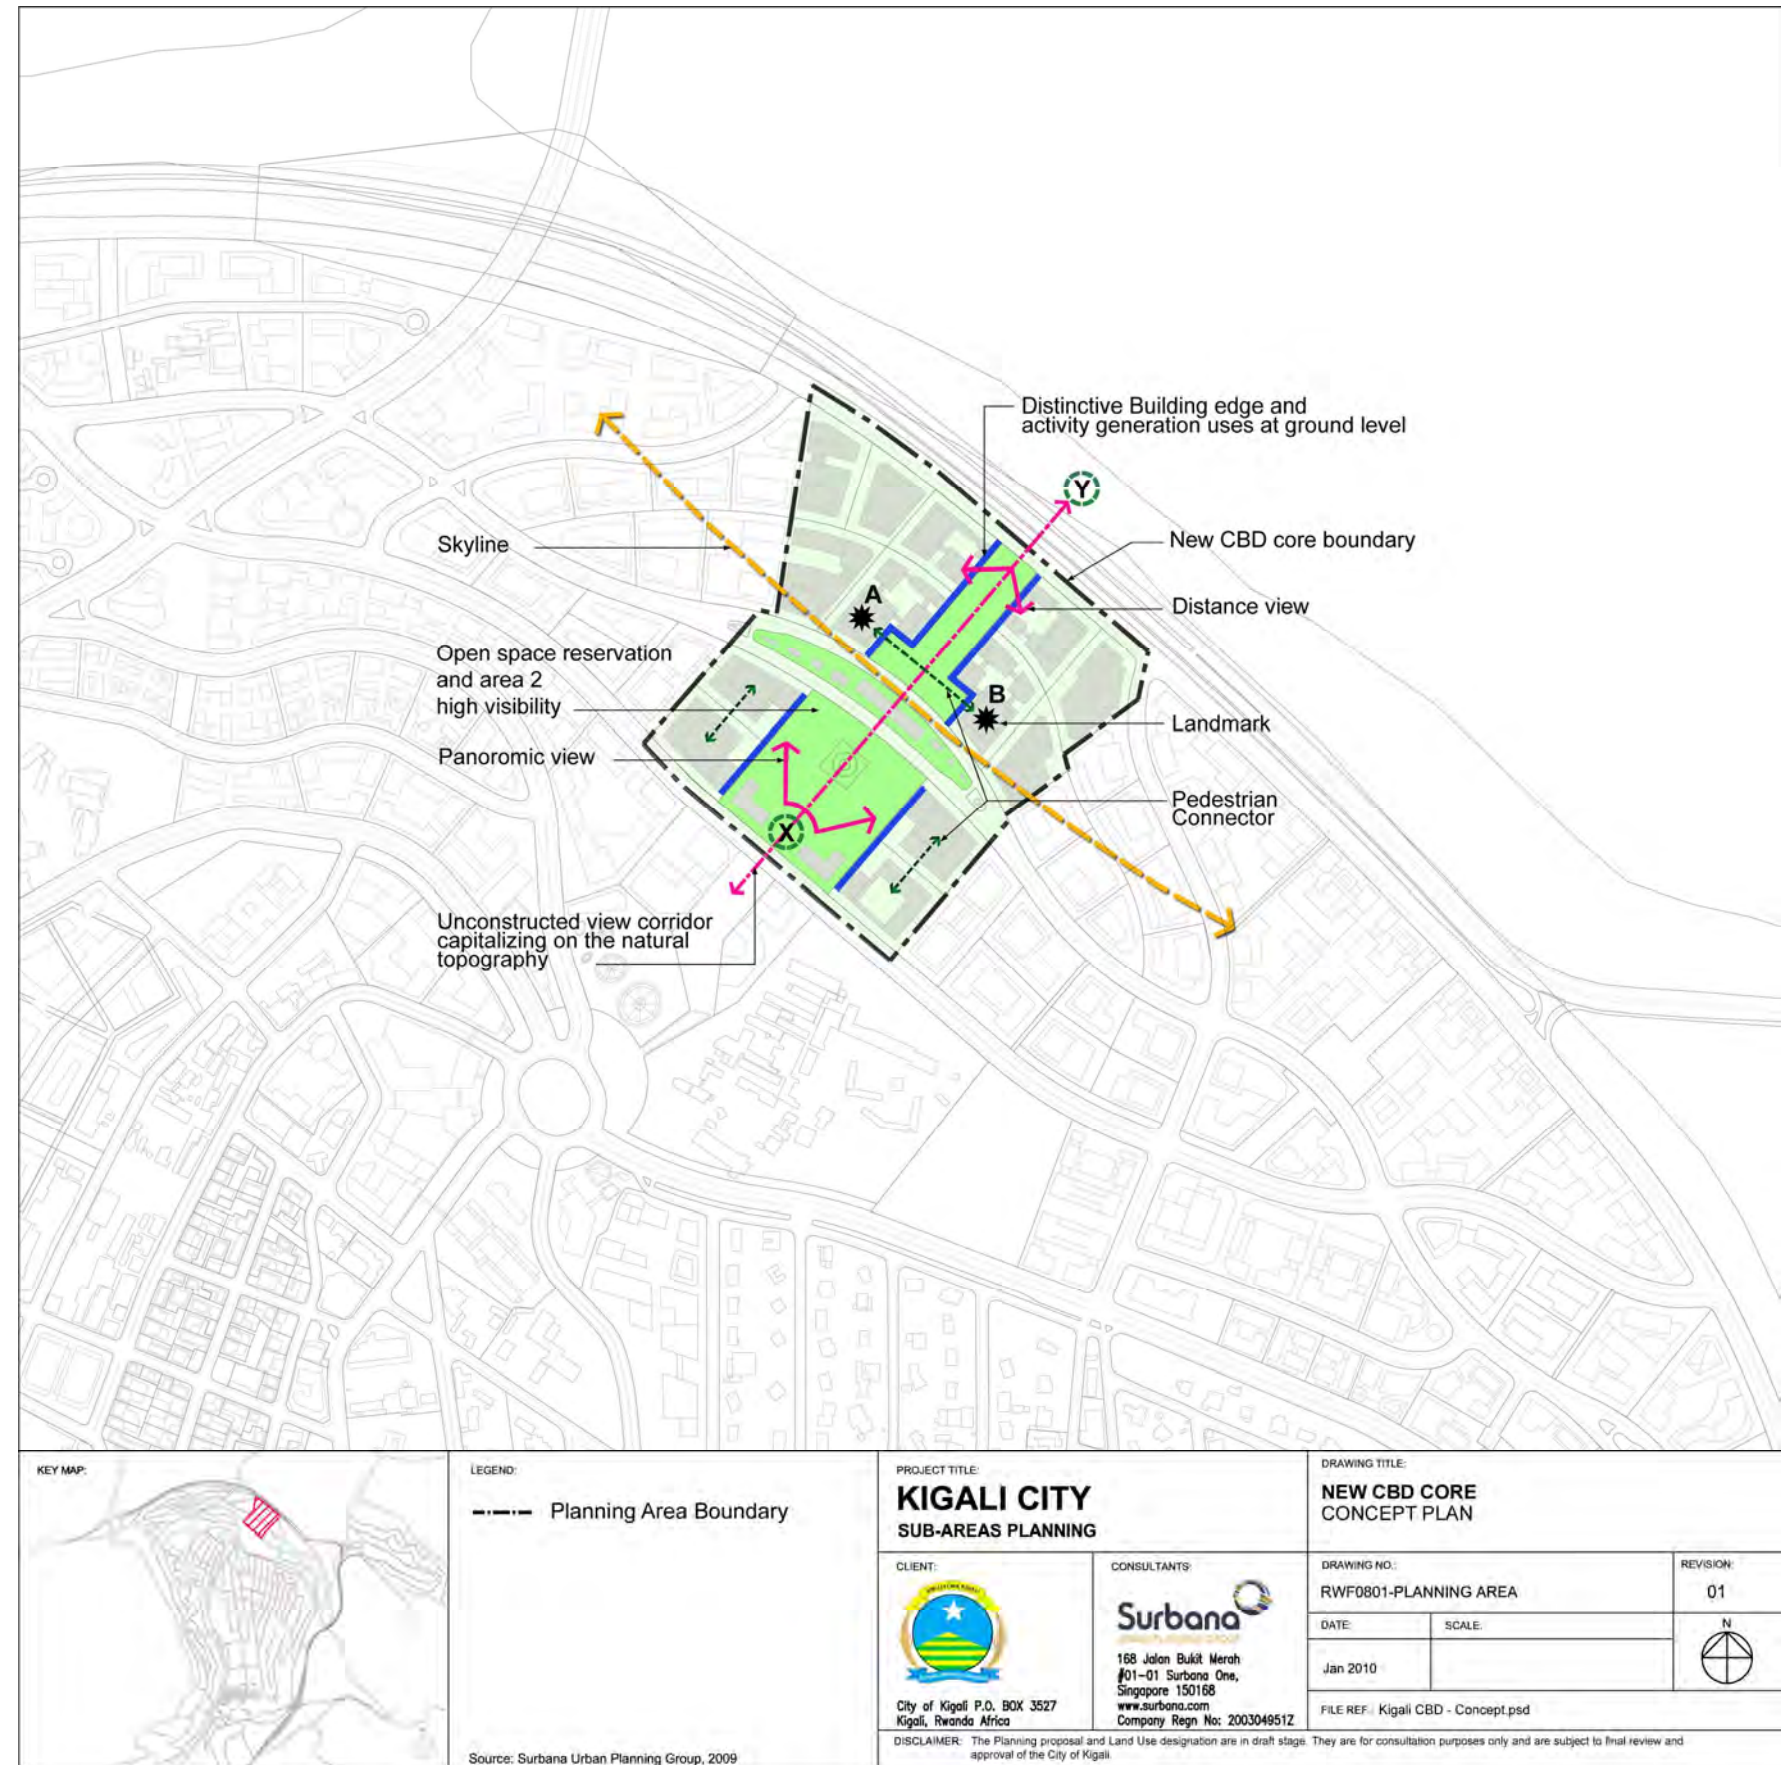 Distinctive Building edge and
activity generation uses at ground level
Y
Skyline
New CBD core boundary
A
Distance view
Open space reservation
and area 2
high visibility
B
Landmark
Panoromic view
Pedestrian
Connector
X
Unconstructed view corridor
capitalizing on the natural
topography
KEY MAP:
LEGEND:
Planning Area Boundary
Source: Surbana Urban Planning Group, 2009
PROJECT TITLE:
KIGALI CITY
SUB-AREAS PLANNING
DRAWING TITLE:
NEW CBD CORE
CONCEPT PLAN
CLIENT:
City of Kigali P.O. BOX 3527
Kigali, Rwanda Africa
CONSULTANTS:
Surbana
168 Jalan Bukit Merah
#01-01 Surbana One,
Singapore 150168
www.surbana.com
Company Regn No: 200304951Z
DRAWING NO.:
RWF0801-PLANNING AREA
REVISION:
01
DATE:
Jan 2010
SCALE:
N
FILE REF.: Kigali CBD - Concept.psd
DISCLAIMER: The Planning proposal and Land Use designation are in draft stage. They are for consultation purposes only and are subject to final review and
approval of the City of Kigali.